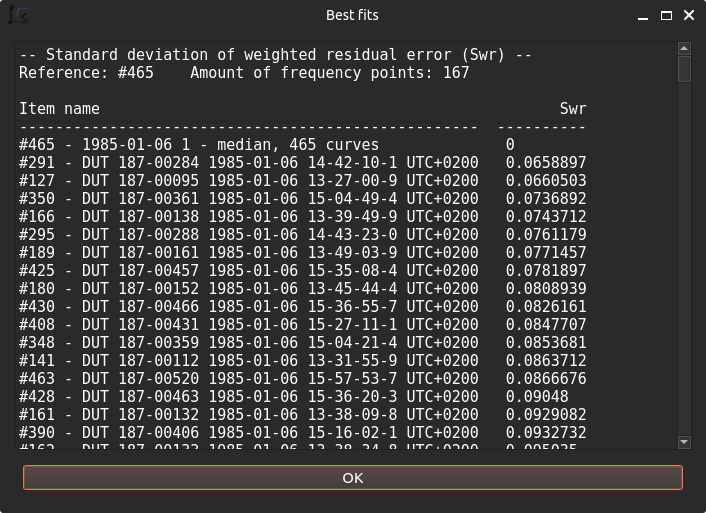 Best fits
-- Standard deviation of weighted residual error (Swr) --
Reference: #465    Amount of frequency points: 167
Item name                                                   Swr
---------------------------------------------------  ----------
#465 - 1985-01-06 1 - median, 465 curves              0
#291 - DUT 187-00284 1985-01-06 14-42-10-1 UTC+0200   0.0658897
#127 - DUT 187-00095 1985-01-06 13-27-00-9 UTC+0200   0.0660503
#350 - DUT 187-00361 1985-01-06 15-04-49-4 UTC+0200   0.0736892
#166 - DUT 187-00138 1985-01-06 13-39-49-9 UTC+0200   0.0743712
#295 - DUT 187-00288 1985-01-06 14-43-23-0 UTC+0200   0.0761179
#189 - DUT 187-00161 1985-01-06 13-49-03-9 UTC+0200   0.0771457
#425 - DUT 187-00457 1985-01-06 15-35-08-4 UTC+0200   0.0781897
#180 - DUT 187-00152 1985-01-06 13-45-44-4 UTC+0200   0.0808939
#430 - DUT 187-00466 1985-01-06 15-36-55-7 UTC+0200   0.0826161
#408 - DUT 187-00431 1985-01-06 15-27-11-1 UTC+0200   0.0847707
#348 - DUT 187-00359 1985-01-06 15-04-21-4 UTC+0200   0.0853681
#141 - DUT 187-00112 1985-01-06 13-31-55-9 UTC+0200   0.0863712
#463 - DUT 187-00520 1985-01-06 15-57-53-7 UTC+0200   0.0866676
#428 - DUT 187-00463 1985-01-06 15-36-20-3 UTC+0200   0.09048
#161 - DUT 187-00132 1985-01-06 13-38-09-8 UTC+0200   0.0929082
#390 - DUT 187-00406 1985-01-06 15-16-02-1 UTC+0200   0.0932732
OK